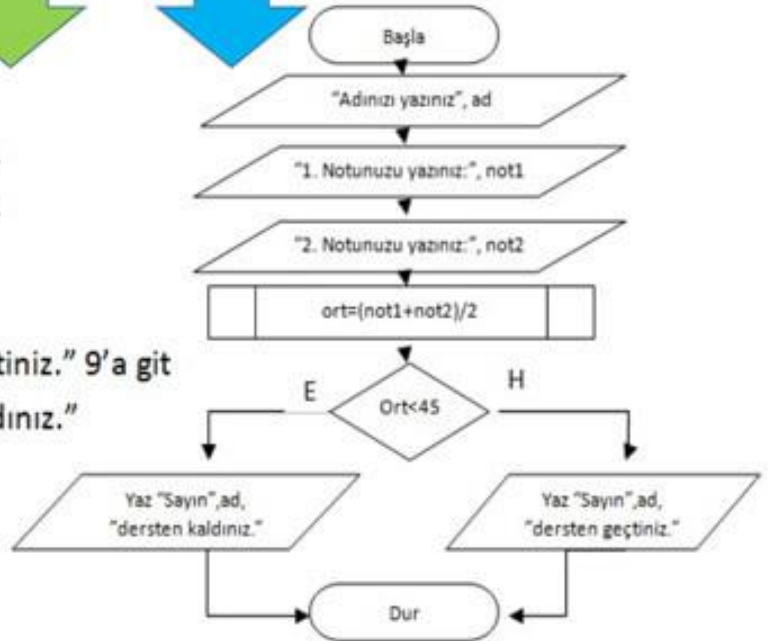 Başla
"Adınızı yazınız", ad
"1. Notunuzu yazınız:", not1
"2. Notunuzu yazınız:", not2
ort=(not1+not2)/2
tiniz." 9'a git
dınız."
E
Ort<45
H
Yaz "Sayın",ad,
"dersten kaldınız."
Yaz "Sayın",ad,
"dersten geçtiniz."
Dur